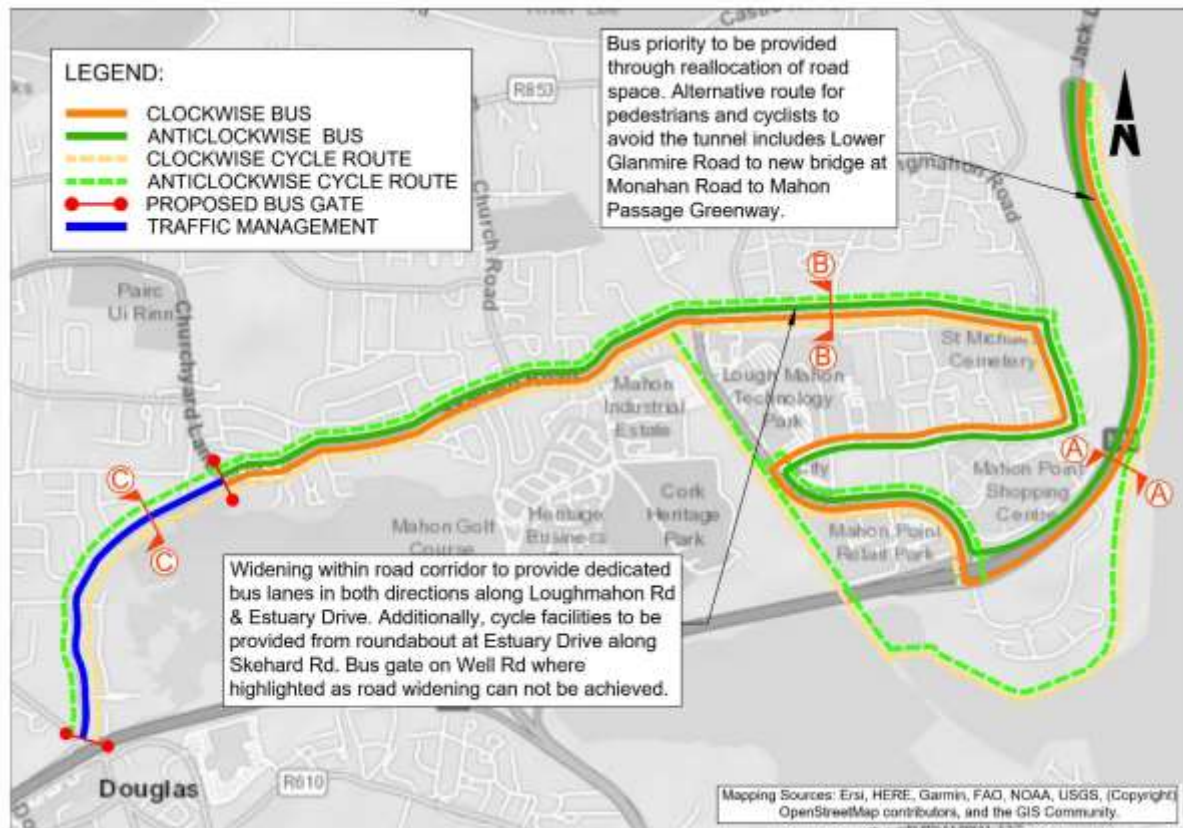 LEGEND:
CLOCKWISE BUS
ANTICLOCKWISE BUS
CLOCKWISE CYCLE ROUTE
ANTICLOCKWISE CYCLE ROUTE
PROPOSED BUS GATE
TRAFFIC MANAGEMENT
Bus priority to be provided
through reallocation of road
space. Alternative route for
pedestrians and cyclists to
avoid the tunnel includes Lower
Glanmire Road to new bridge at
Monahan Road to Mahon
Passage Greenway.
R853
Jack
N
Church Road
Road
Pairc
Ui Rinn
Churchyard Lane
B
B
St Michael
Cemetery
Mahon
Industrial
Estate
Lough Mahon
Technology
Park
A
A
Mahon Point
Shopping
Centre
C
C
Mahon Golf
Course
Heritage
Business
Cork
Heritage
Park
Mahon Point
Retail Park
Widening within road corridor to provide dedicated
bus lanes in both directions along Loughmahon Rd
& Estuary Drive. Additionally, cycle facilities to be
provided from roundabout at Estuary Drive along
Skehard Rd. Bus gate on Well Rd where
highlighted as road widening can not be achieved.
Douglas
R610
Mapping Sources: Ersi, HERE, Garmin, FAO, NOAA, USGS, (Copyright)
OpenStreetMap contributors, and the GIS Community.